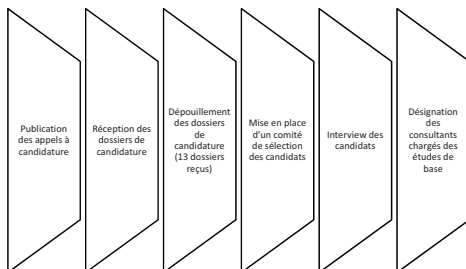 Publication
des appels à
candidature
Réception des
dossiers de
candidature
Dépouillement
des dossiers
de
candidature
(13 dossiers
reçus)
Mise en place
d'un comité
de sélection
des candidats
Interview des
candidats
Désignation
des
consultants
chargés des
études de
base